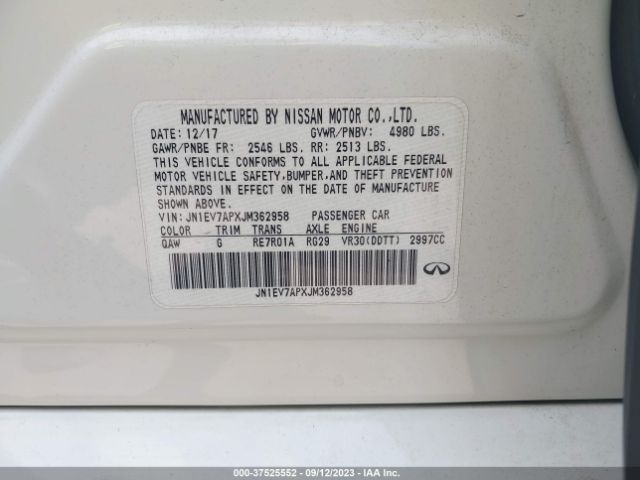 MANUFACTURED BY NISSAN MOTOR CO.,LTD.
DATE: 12/17 GVWR/PNBV: 4980 LBS.
GAWR/PNBE FR: 2546 LBS. RR: 2513 LBS.
THIS VEHICLE CONFORMS TO ALL APPLICABLE FEDERAL
MOTOR VEHICLE SAFETY,BUMPER,AND THEFT PREVENTION
STANDARDS IN EFFECT ON THE DATE OF MANUFACTURE
SHOWN ABOVE.
VIN: JN1EV7APXJM362958 PASSENGER CAR
COLOR TRIM TRANS AXLE ENGINE
QAW G RE7R01A RG29 VR30(DDTT) 2997CC
JN1EV7APXJM362958
000-37525552 - 09/12/2023 - IAAI.COM